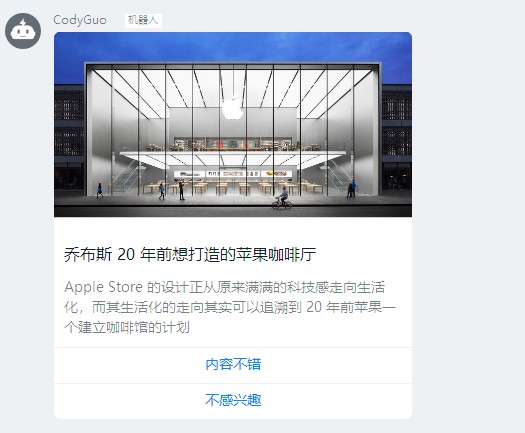 CodyGuo 机器人
乔布斯 20 年前想打造的苹果咖啡厅
Apple Store 的设计正从原来满满的科技感走向生活
化，而其生活化的走向其实可以追溯到 20 年前苹果一
个建立咖啡馆的计划
内容不错
不感兴趣